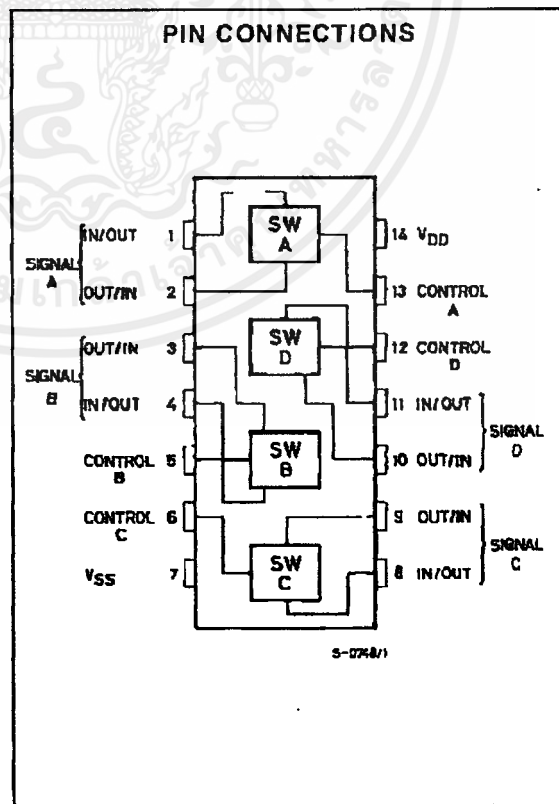 PIN CONNECTIONS
IN/OUT 1
SIGNAL A
OUT/IN 2
OUT/IN 3
SIGNAL B
IN/OUT 4
CONTROL B 5
CONTROL C 6
VSS 7
SW A
SW D
SW B
SW C
14 VDD
13 CONTROL A
12 CONTROL D
11 IN/OUT
SIGNAL D
10 OUT/IN
9 OUT/IN
SIGNAL C
8 IN/OUT